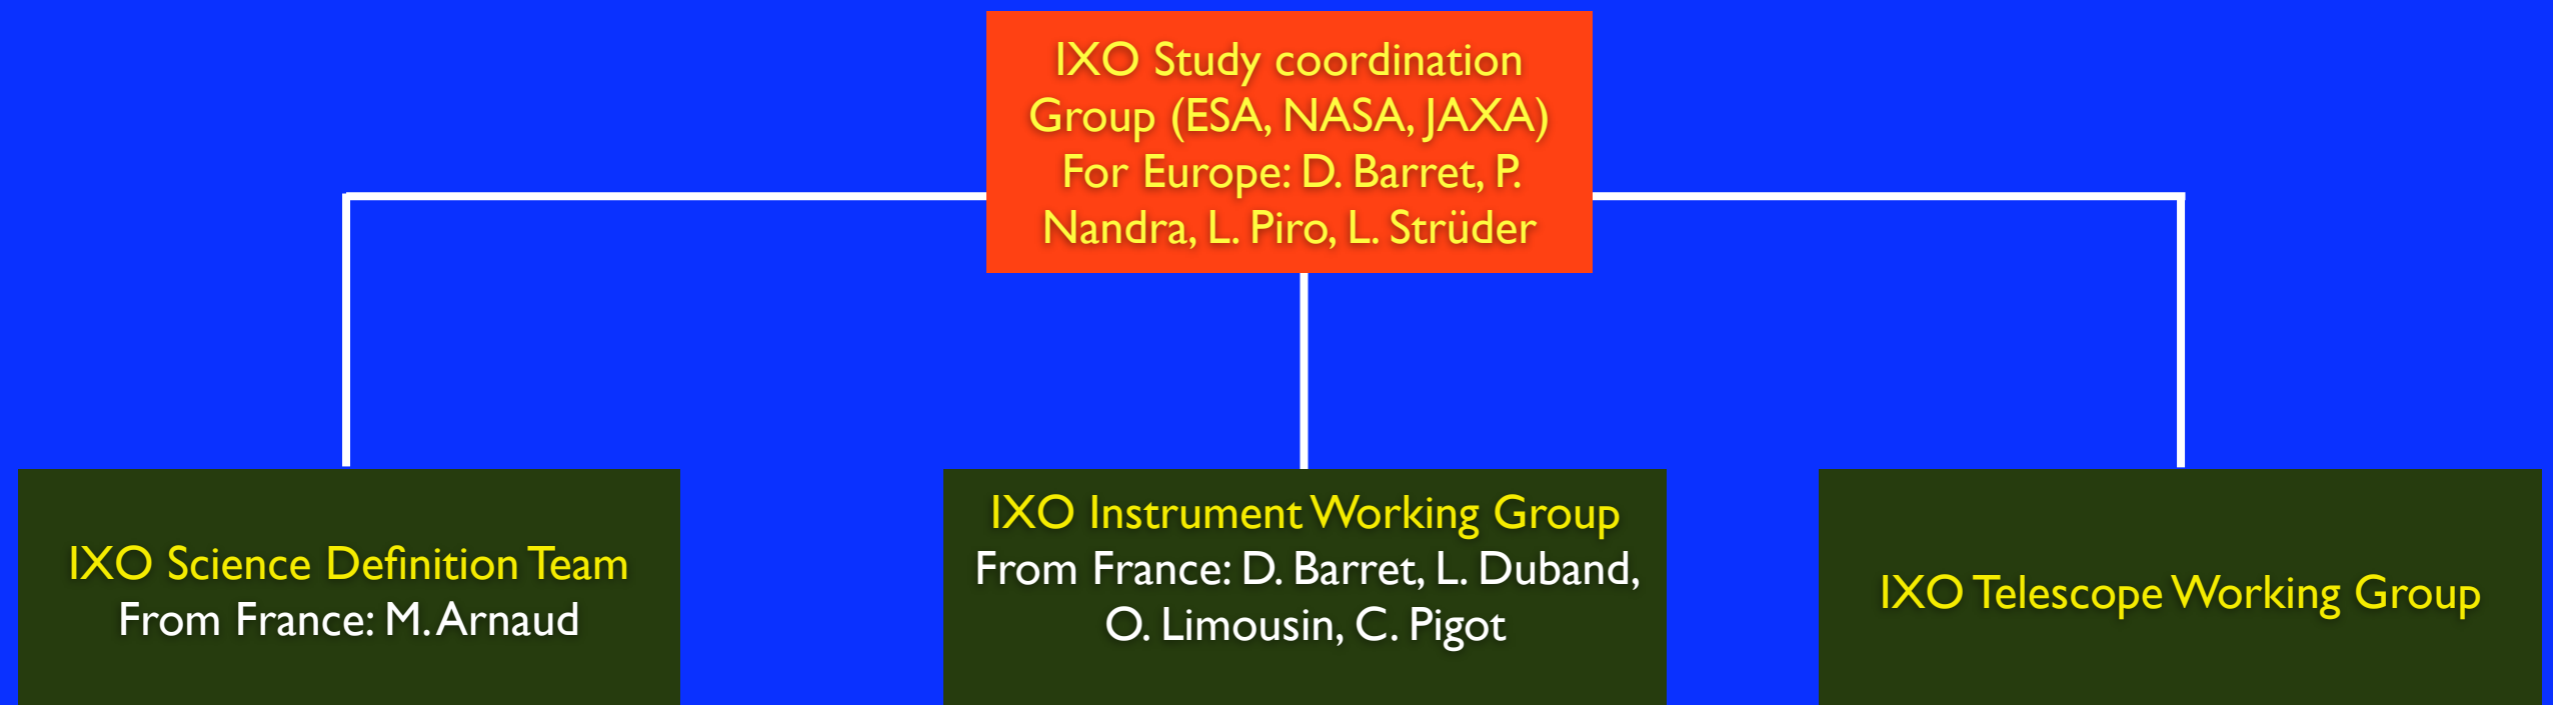 IXO Study coordination
Group (ESA, NASA, JAXA)
For Europe: D. Barret, P.
Nandra, L. Piro, L. Strüder
IXO Science Definition Team
From France: M. Arnaud
IXO Instrument Working Group
From France: D. Barret, L. Duband,
O. Limousin, C. Pigot
IXO Telescope Working Group